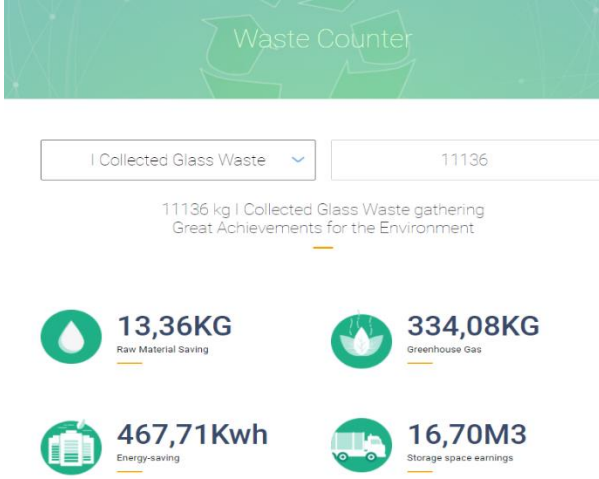 Waste Counter
I Collected Glass Waste
11136
11136 kg I Collected Glass Waste gathering
Great Achievements for the Environment
13,36KG
Raw Material Saving
334,08KG
Greenhouse Gas
467,71Kwh
Energy-saving
16,70M3
Storage space earnings